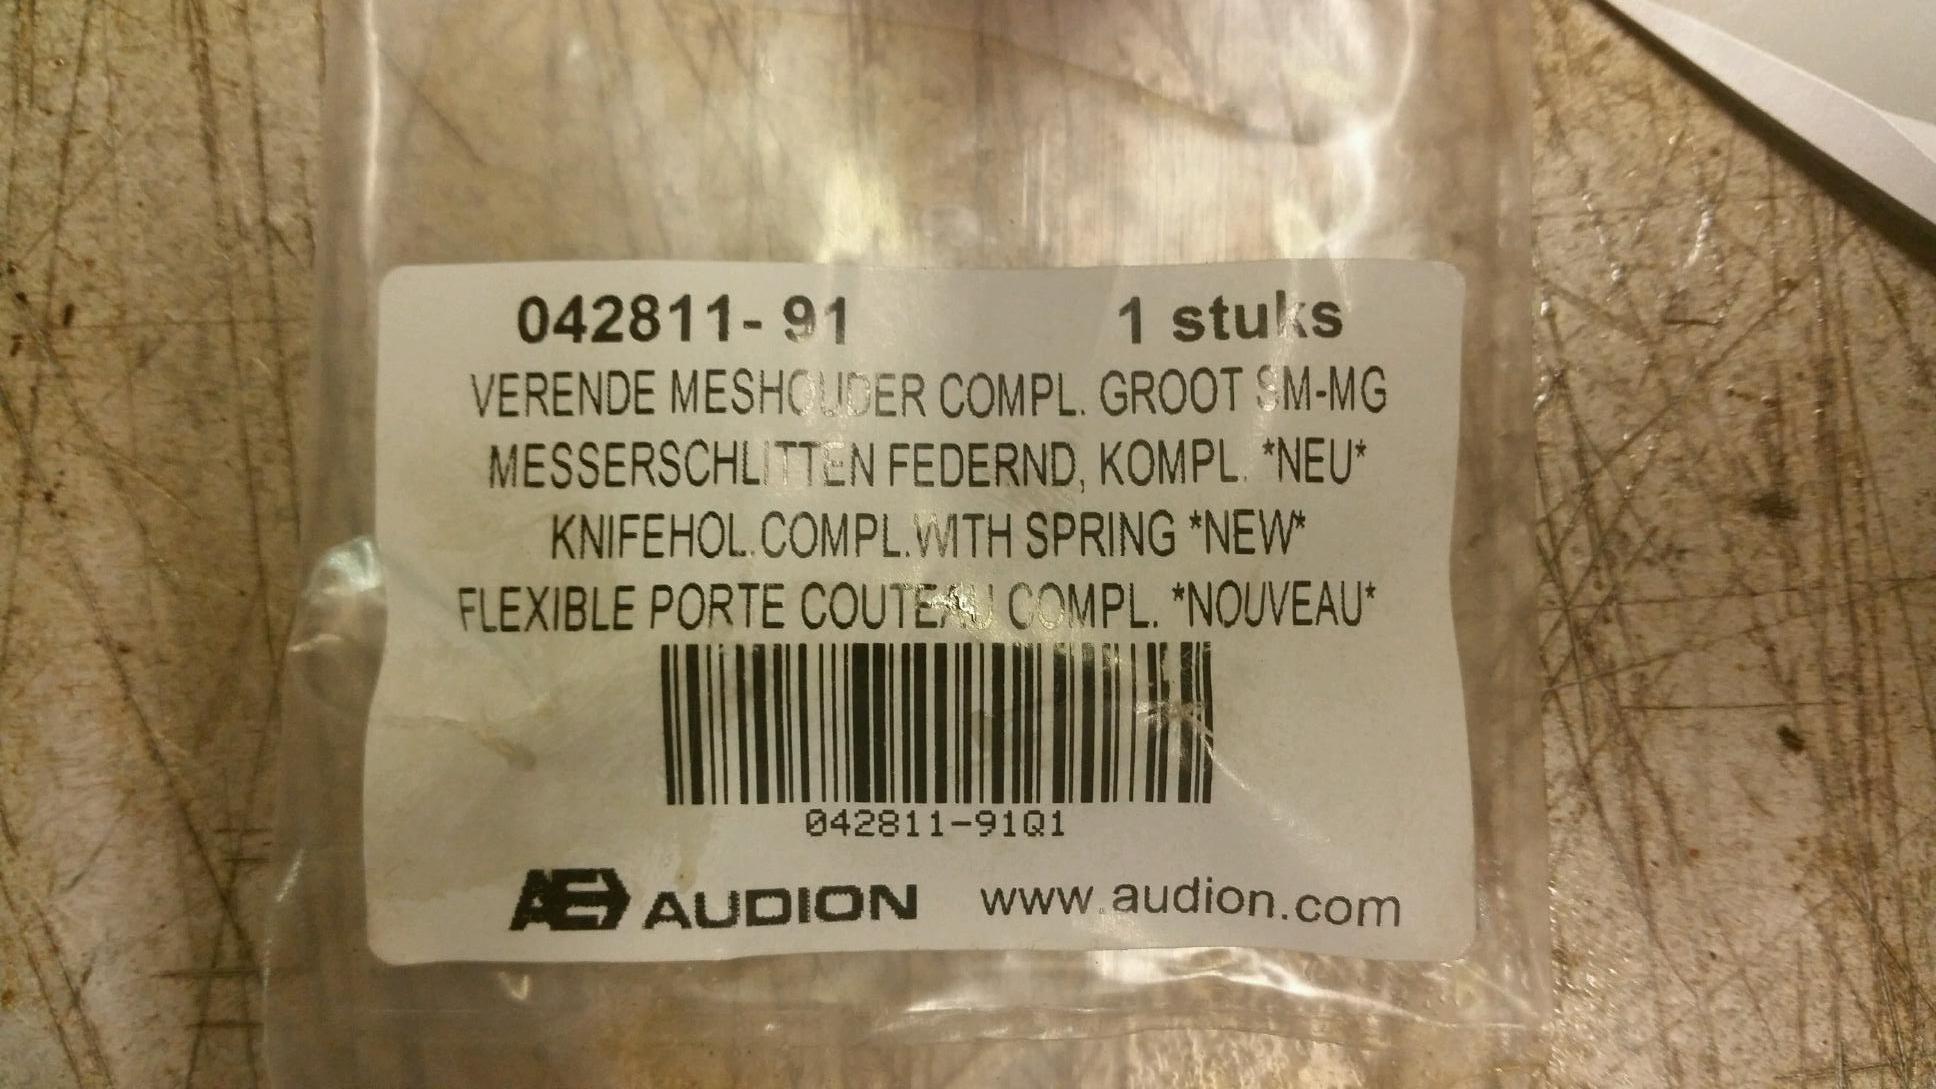 042811- 91 1 stuks
VERENDE MESHOUDER COMPL. GROOT SM-MG
MESSERSCHLITTEN FEDERND, KOMPL. *NEU*
KNIFEHOL.COMPL.WITH SPRING *NEW*
FLEXIBLE PORTE COUTEAU COMPL. *NOUVEAU*
042811-91Q1
AUDION www.audion.com